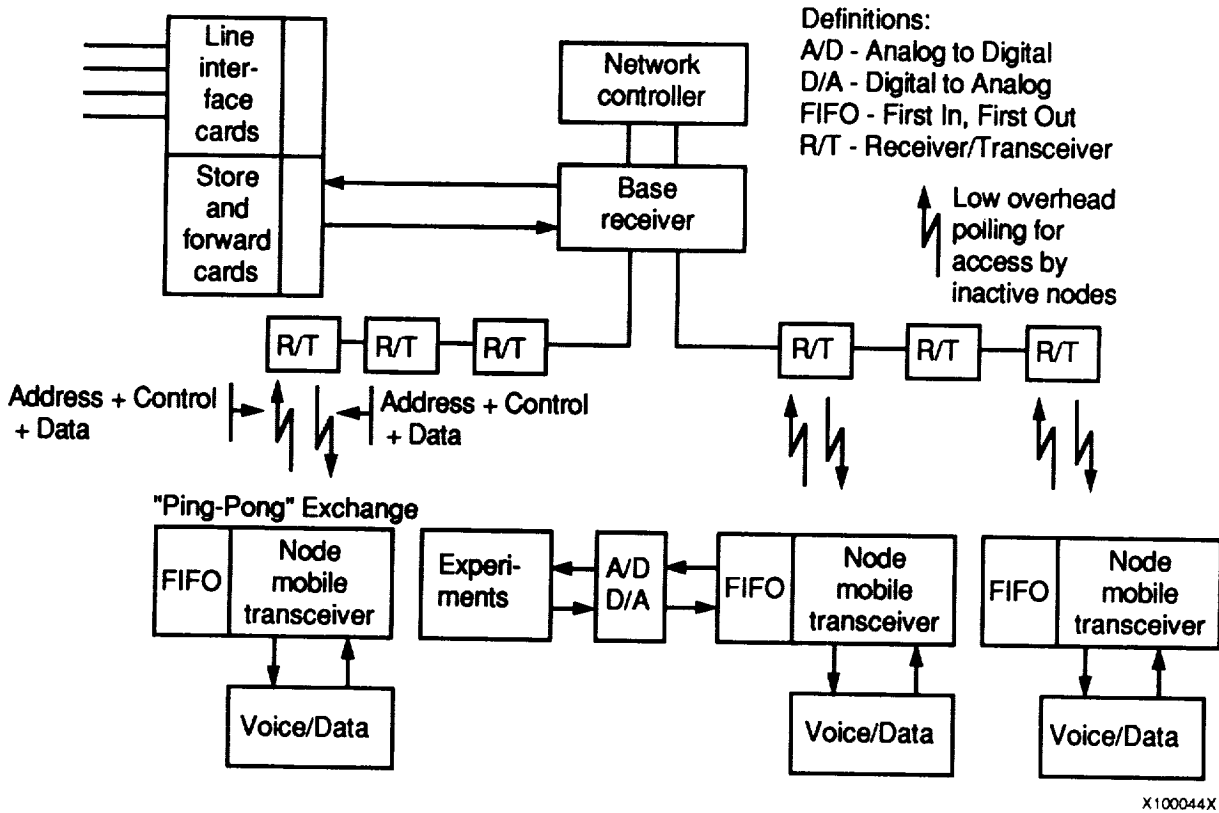 Line
inter-
face
cards
Store
and
forward
cards
Network
controller
Base
receiver
Definitions:
A/D - Analog to Digital
D/A - Digital to Analog
FIFO - First In, First Out
R/T - Receiver/Transceiver
Low overhead
polling for
access by
inactive nodes
R/T
R/T
R/T
R/T
R/T
R/T
Address + Control
+ Data
Address + Control
+ Data
"Ping-Pong" Exchange
FIFO
Node
mobile
transceiver
Experi-
ments
A/D
D/A
FIFO
Node
mobile
transceiver
FIFO
Node
mobile
transceiver
Voice/Data
Voice/Data
Voice/Data
X100044X